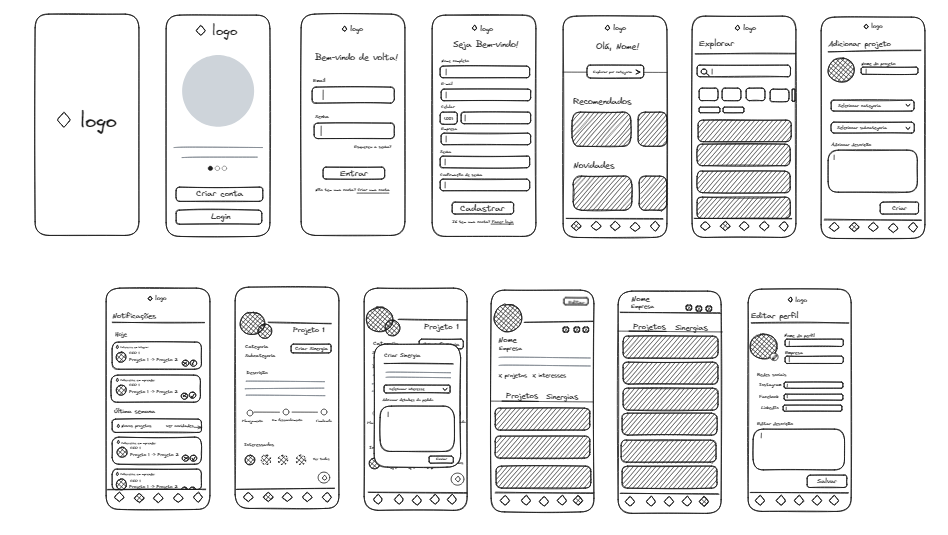 logo
logo
Criar conta
Login
logo
Bem-vindo de volta!
Email
Senha
Esqueceu a senha?
Entrar
Não tem uma conta? Criar uma conta
logo
Seja Bem-vindo!
Nome completo
E-mail
Celular
Empresa
Senha
Confirmação de senha
Cadastrar
Já tem uma conta? Fazer login
logo
Olá, Nome!
Explorar por categoria
Recomendados
Novidades
logo
Explorar
logo
Adicionar projeto
Nome do projeto
Selecionar categoria
Selecionar subcategoria
Adicionar descrição
Criar
logo
Notificações
Hoje
Projeto 1 -> Projeto 2
Projeto 1 -> Projeto 2
Última semana
novos projetos
ver novidades
Projeto 1 -> Projeto 2
Projeto 1 -> Projeto 2
Projeto 1
Categoria
Subcategoria
Criar Sinergia
Descrição
Planejamento
Em Andamento
Concluído
Interessados
Ver todos
Projeto 1
Criar Sinergia
Selecionar interesse
Adicionar detalhes do pedido
Enviar
Editar
Nome
Empresa
x projetos x interesses
Projetos Sinergias
Nome
Empresa
Projetos Sinergias
logo
Editar perfil
Nome do perfil
Empresa
Redes sociais
Instagram
Facebook
LinkedIn
Editar descrição
Salvar